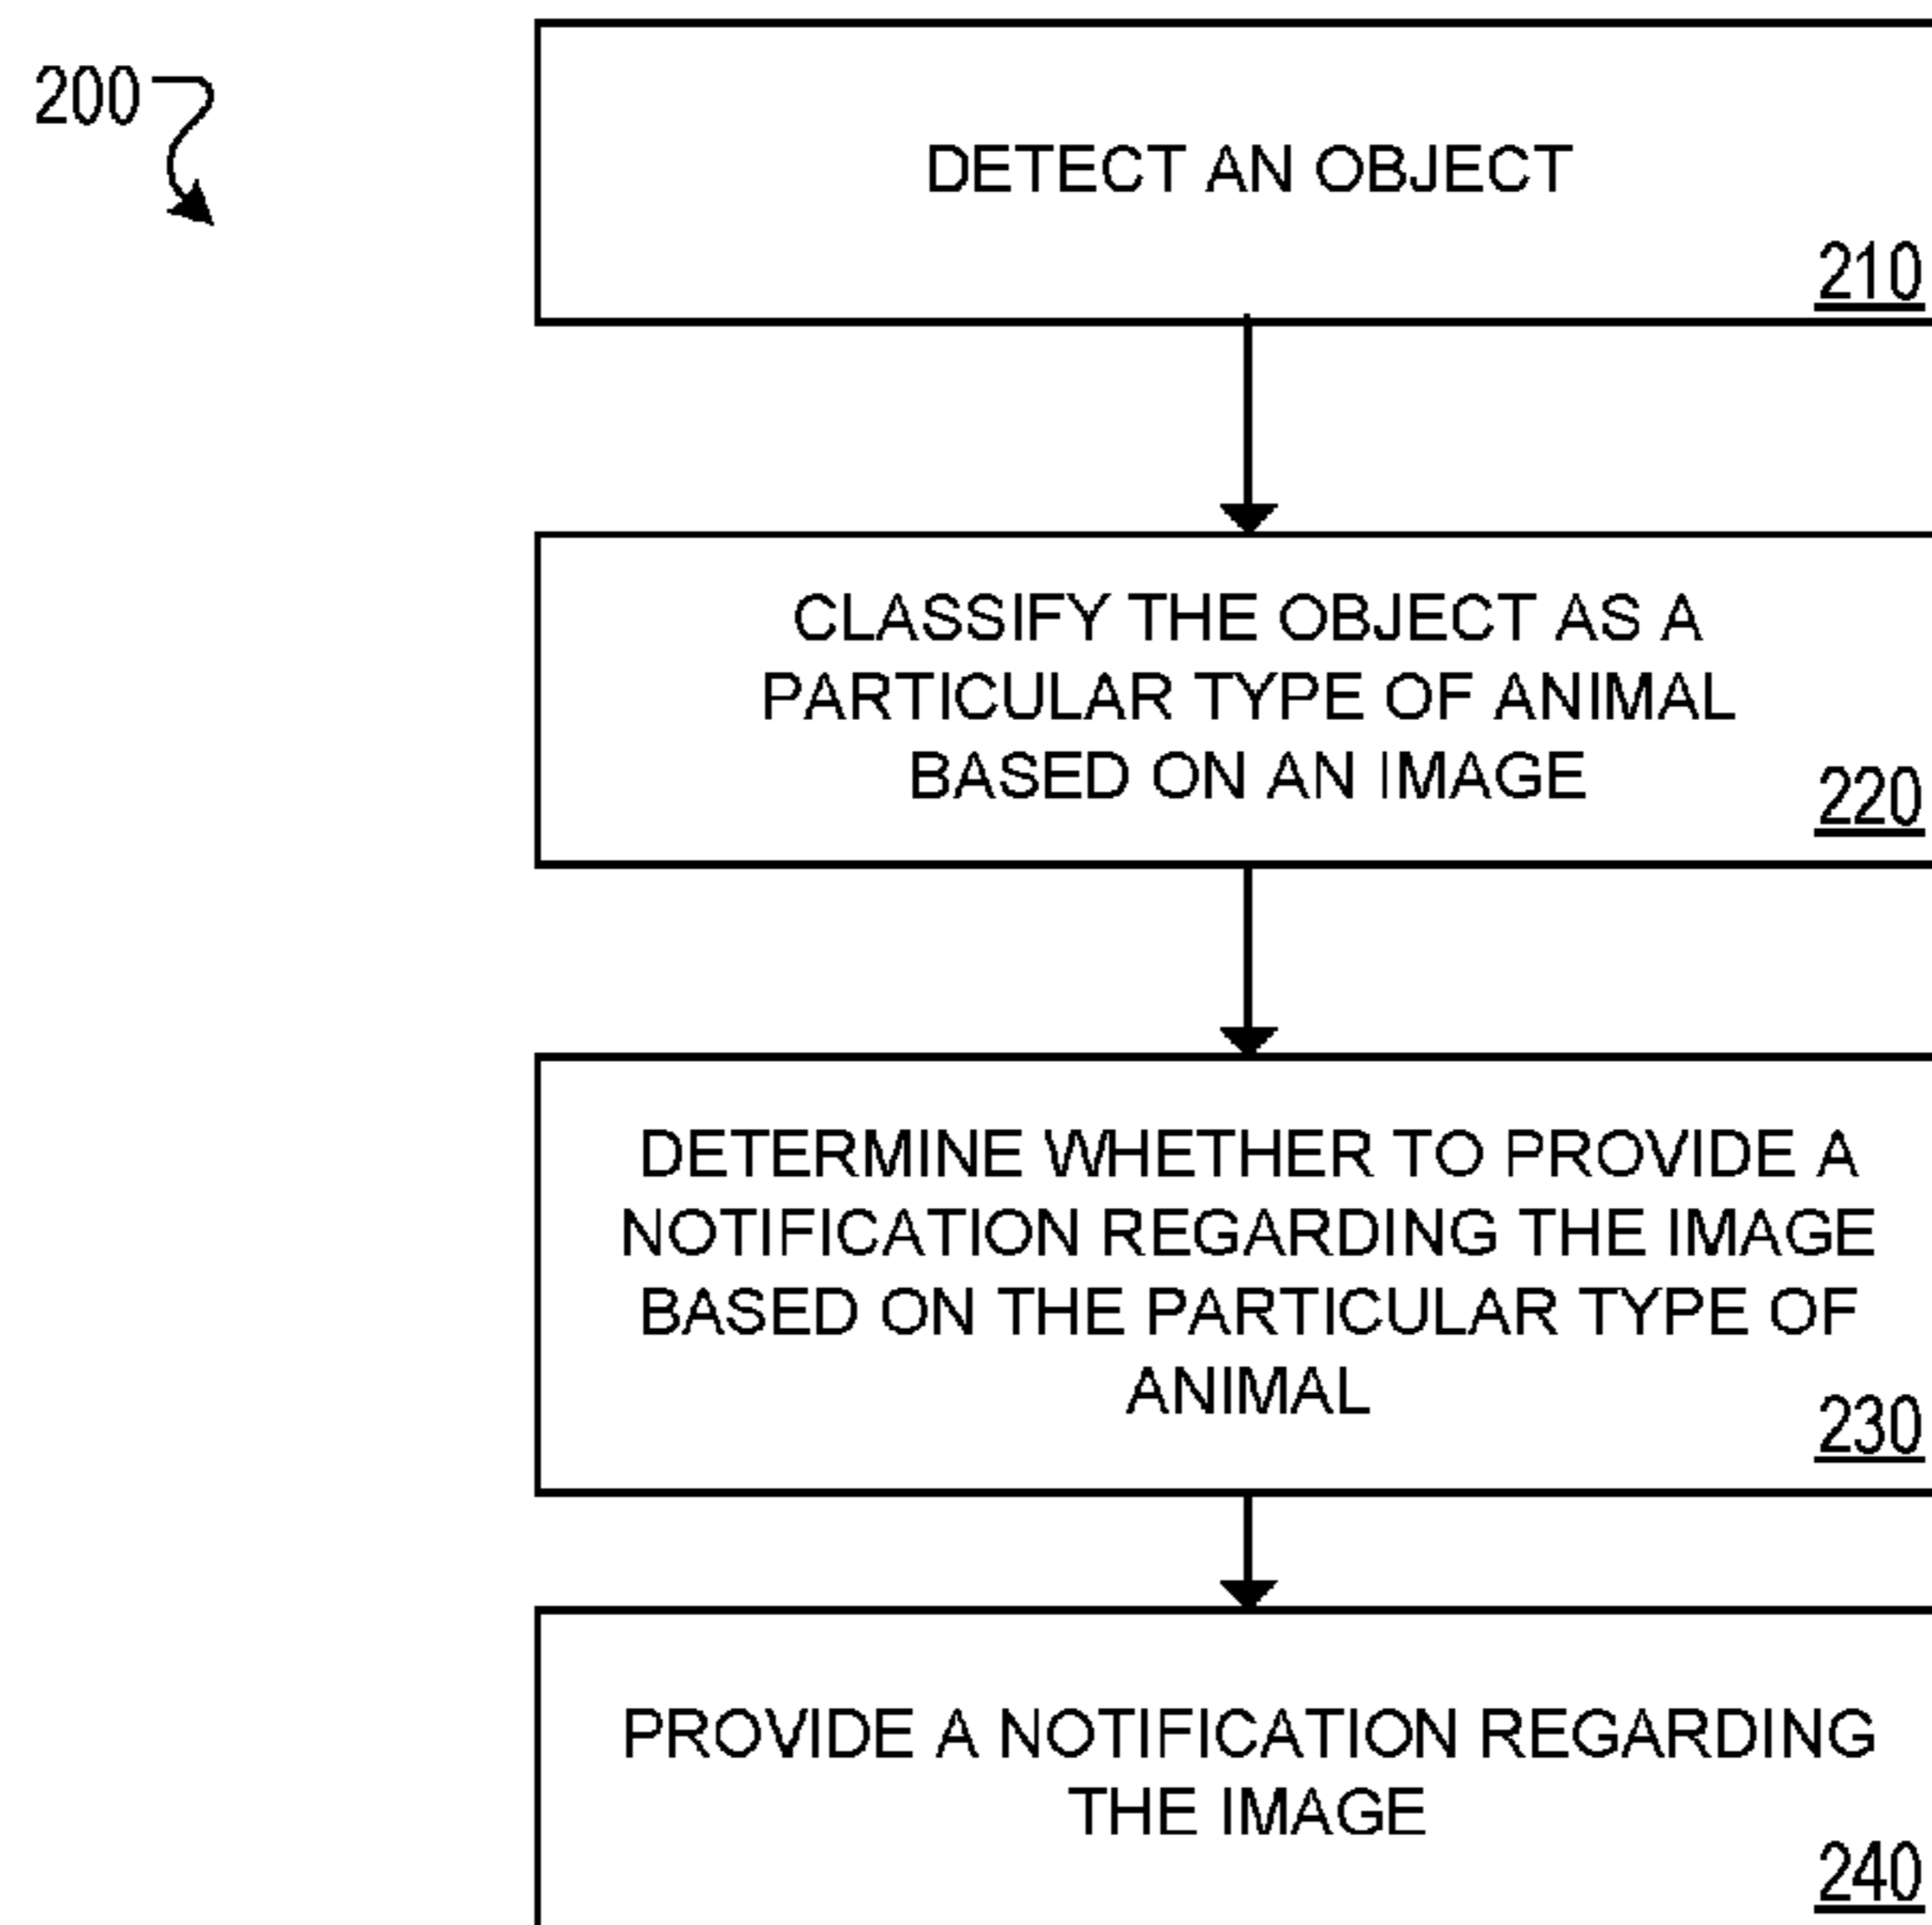 200
DETECT AN OBJECT
210
CLASSIFY THE OBJECT AS A
PARTICULAR TYPE OF ANIMAL
BASED ON AN IMAGE
220
DETERMINE WHETHER TO PROVIDE A
NOTIFICATION REGARDING THE IMAGE
BASED ON THE PARTICULAR TYPE OF
ANIMAL
230
PROVIDE A NOTIFICATION REGARDING
THE IMAGE
240